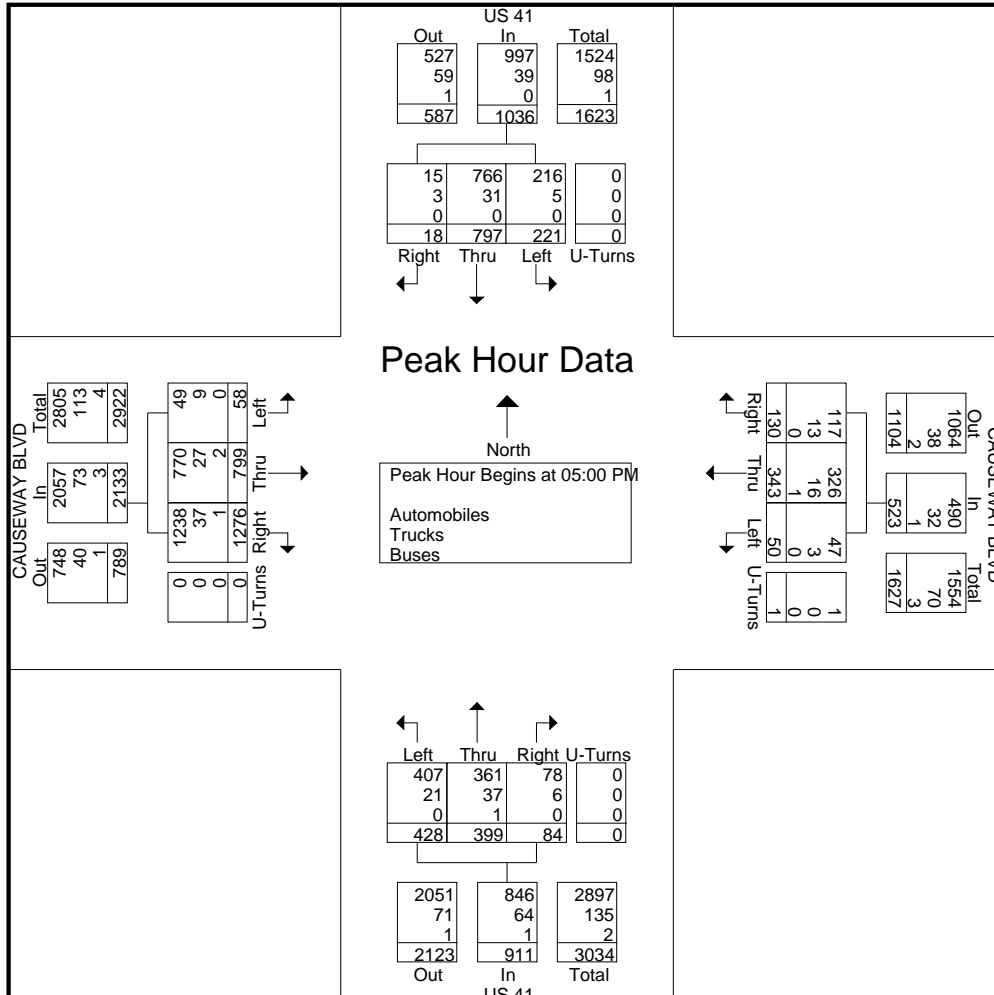 US 41
Out In Total
527 997 1524
59 39 98
1 0 1
587 1036 1623
15 766 216 0
3 31 5 0
0 0 0 0
18 797 221 0
Right Thru Left U-Turns
Peak Hour Data
North
Peak Hour Begins at 05:00 PM
Automobiles
Trucks
Buses
CAUSEWAY BLVD
Out In Total
748 2057 2805
40 73 113
1 3 4
789 2133 2922
49 770 1238 0
9 27 37 0
0 2 1 0
58 799 1276 0
Left Thru Right U-Turns
CAUSEWAY BLVD
Out In Total
1064 490 1554
38 32 70
2 1 3
1104 523 1627
117 326 47 1
13 16 3 0
0 1 0 0
130 343 50 1
Right Thru Left U-Turns
Left Thru Right U-Turns
407 361 78 0
21 37 6 0
0 1 0 0
428 399 84 0
2051 846 2897
71 64 135
1 1 2
2123 911 3034
Out In Total
US 41